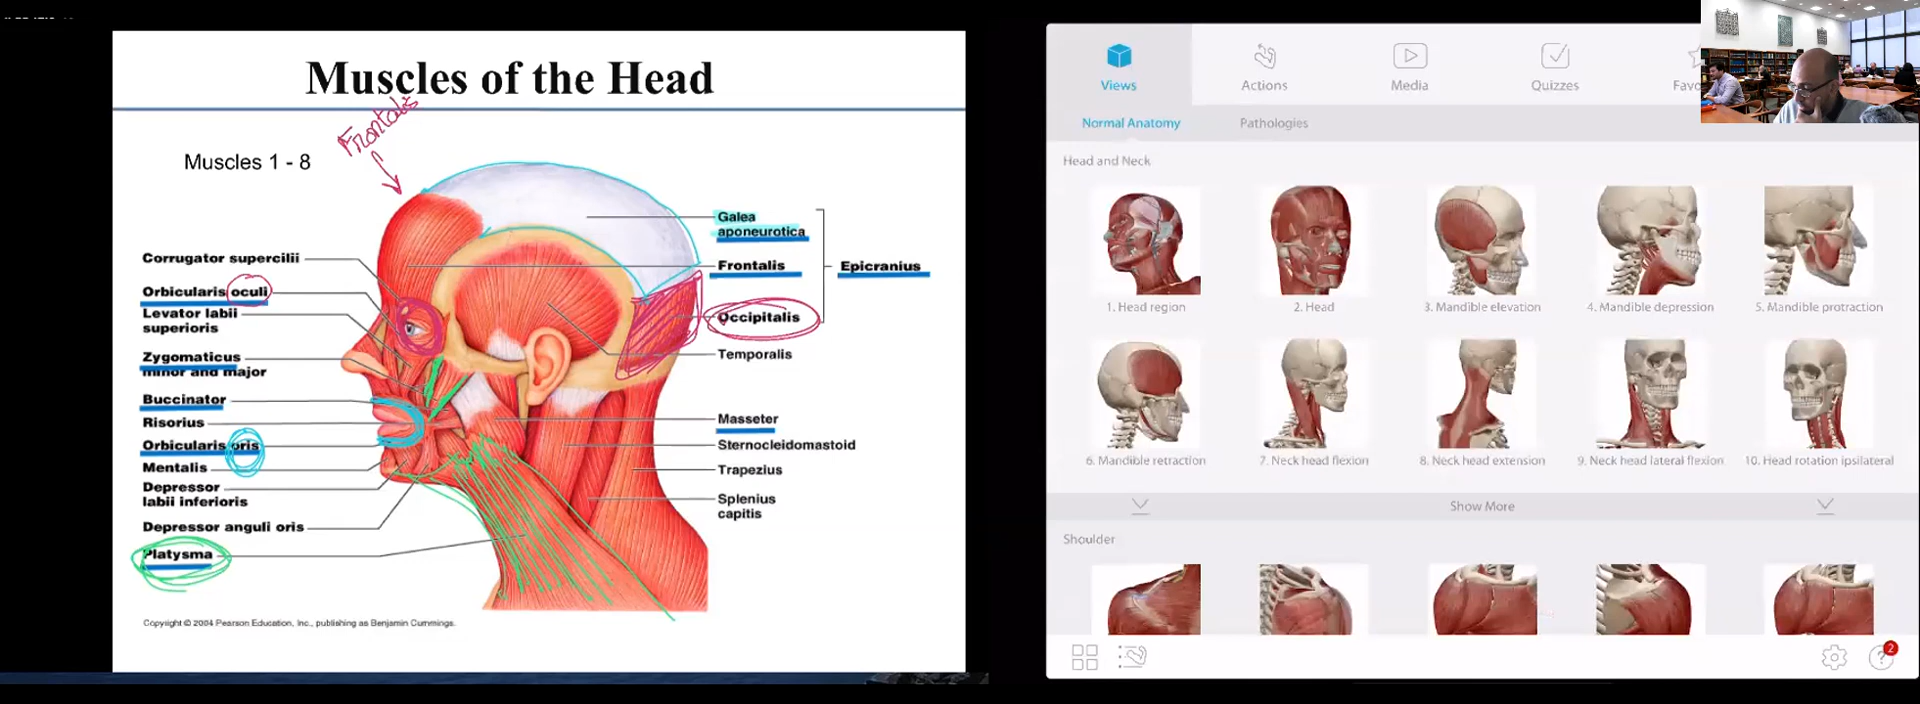 Muscles of the Head
Muscles 1 - 8
Frontalis
Corrugator supercilii
Orbicularis oculi
Levator labii
superioris
Zygomaticus
minor and major
Buccinator
Risorius
Orbicularis oris
Mentalis
Depressor
labii inferioris
Depressor anguli oris
Platysma
Galea
aponeurotica
Frontalis
Epicranius
Occipitalis
Temporalis
Masseter
Sternocleidomastoid
Trapezius
Splenius
capitis
Copyright © 2004 Pearson Education, Inc., publishing as Benjamin Cummings.
Views
Actions
Media
Quizzes
Favo
Normal Anatomy
Pathologies
Head and Neck
1. Head region
2. Head
3. Mandible elevation
4. Mandible depression
5. Mandible protraction
6. Mandible retraction
7. Neck head flexion
8. Neck head extension
9. Neck head lateral flexion
10. Head rotation ipsilateral
Show More
Shoulder
2